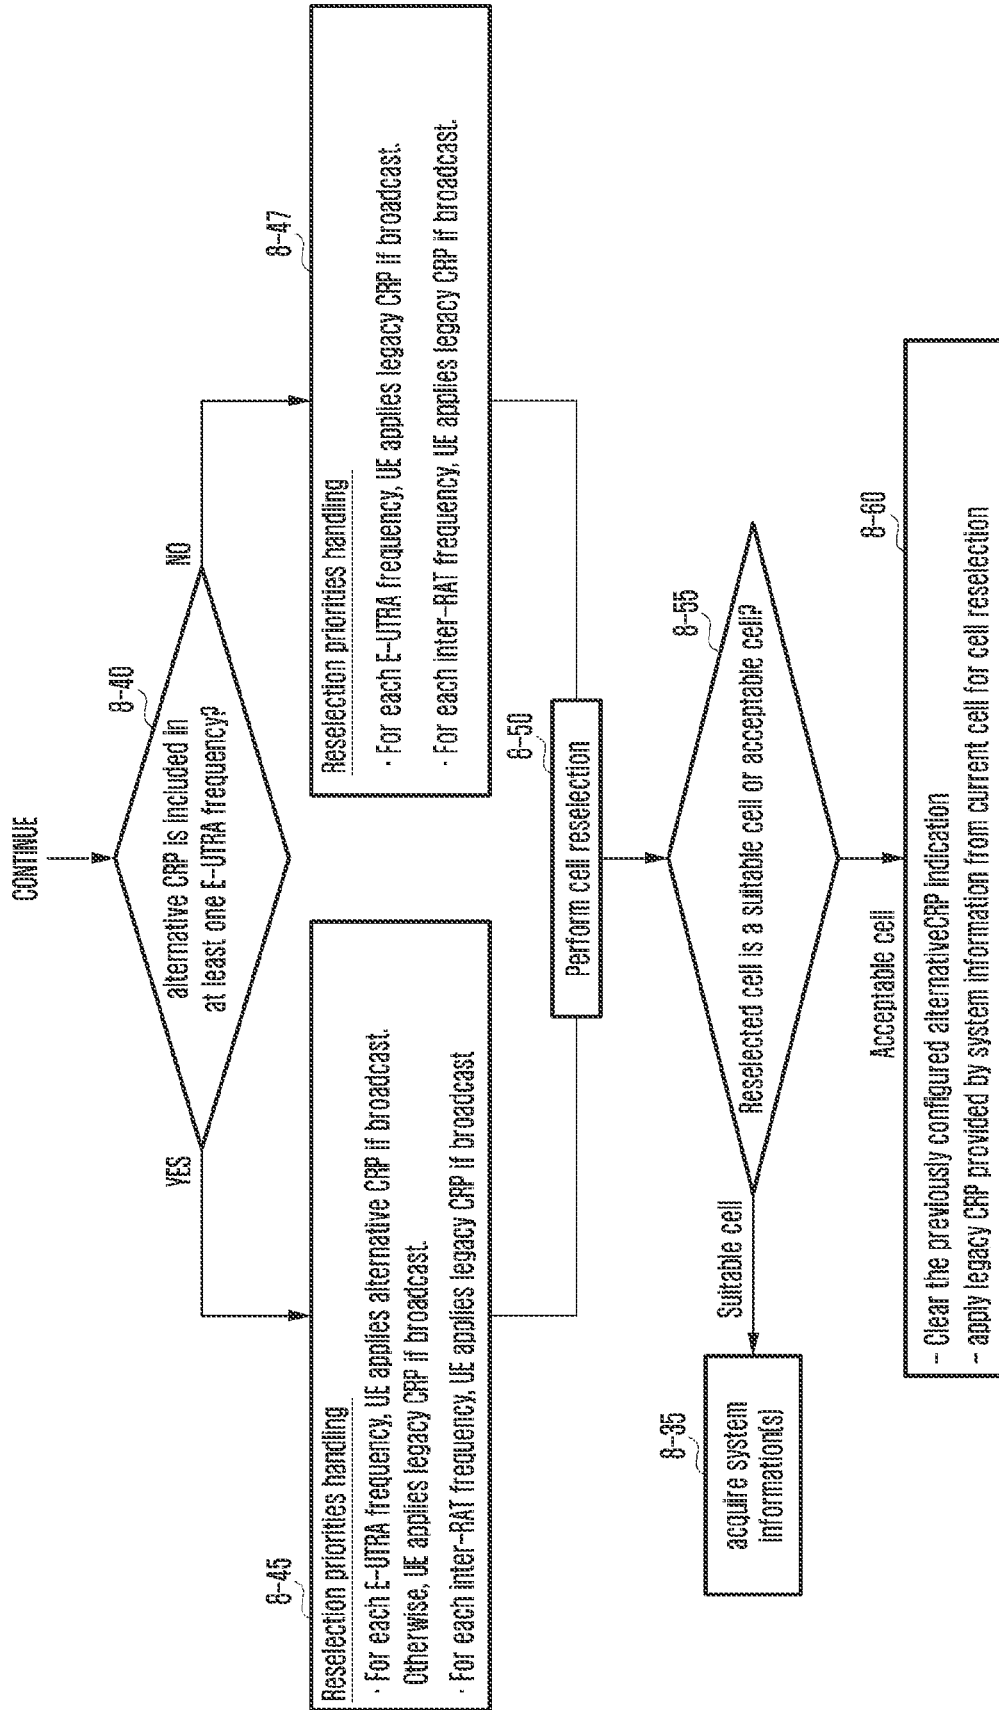 CONTINUE
8-40
alternative CRP is included in
at least one E-UTRA frequency?
YES
NO
8-45
Reselection priorities handling
· For each E-UTRA frequency, UE applies alternative CRP if broadcast.
Otherwise, UE applies legacy CRP if broadcast.
· For each inter-RAT frequency, UE applies legacy CRP if broadcast
8-47
Reselection priorities handling
· For each E-UTRA frequency, UE applies legacy CRP if broadcast.
· For each inter-RAT frequency, UE applies legacy CRP if broadcast.
8-50
Perform cell reselection
8-55
Reselected cell is a suitable cell or acceptable cell?
Suitable cell
8-35
acquire system
information(s)
Acceptable cell
8-60
- Clear the previously configured alternativeCRP indication
- apply legacy CRP provided by system information from current cell for cell reselection